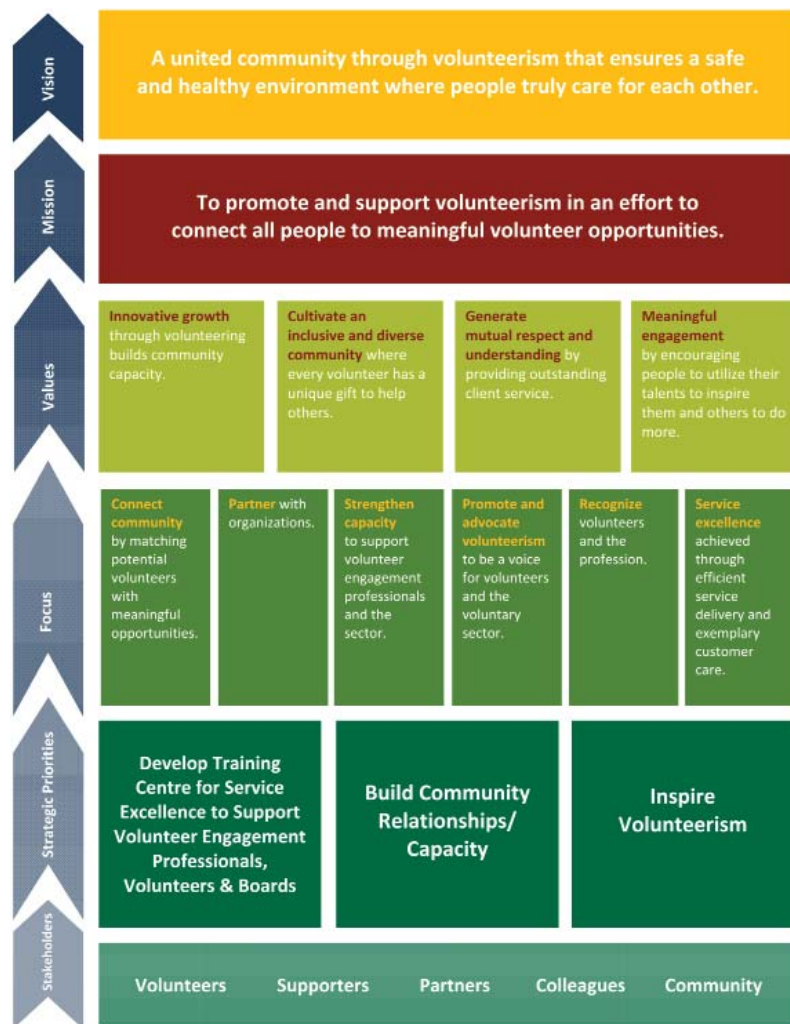 Vision
A united community through volunteerism that ensures a safe
and healthy environment where people truly care for each other.
Mission
To promote and support volunteerism in an effort to
connect all people to meaningful volunteer opportunities.
Values
Innovative growth
through volunteering
builds community
capacity.
Cultivate an
inclusive and diverse
community where
every volunteer has a
unique gift to help
others.
Generate
mutual respect and
understanding by
providing outstanding
client service.
Meaningful
engagement
by encouraging
people to utilize their
talents to inspire
them and others to do
more.
Focus
Connect
community
by matching
potential
volunteers
with
meaningful
opportunities.
Partner with
organizations.
Strengthen
capacity
to support
volunteer
engagement
professionals
and the
sector.
Promote and
advocate
volunteerism
to be a voice
for volunteers
and the
voluntary
sector.
Recognize
volunteers
and the
profession.
Service
excellence
achieved
through
efficient
service
delivery and
exemplary
customer
care.
Strategic Priorities
Develop Training
Centre for Service
Excellence to Support
Volunteer Engagement
Professionals,
Volunteers & Boards
Build Community
Relationships/
Capacity
Inspire
Volunteerism
Stakeholders
Volunteers Supporters Partners Colleagues Community